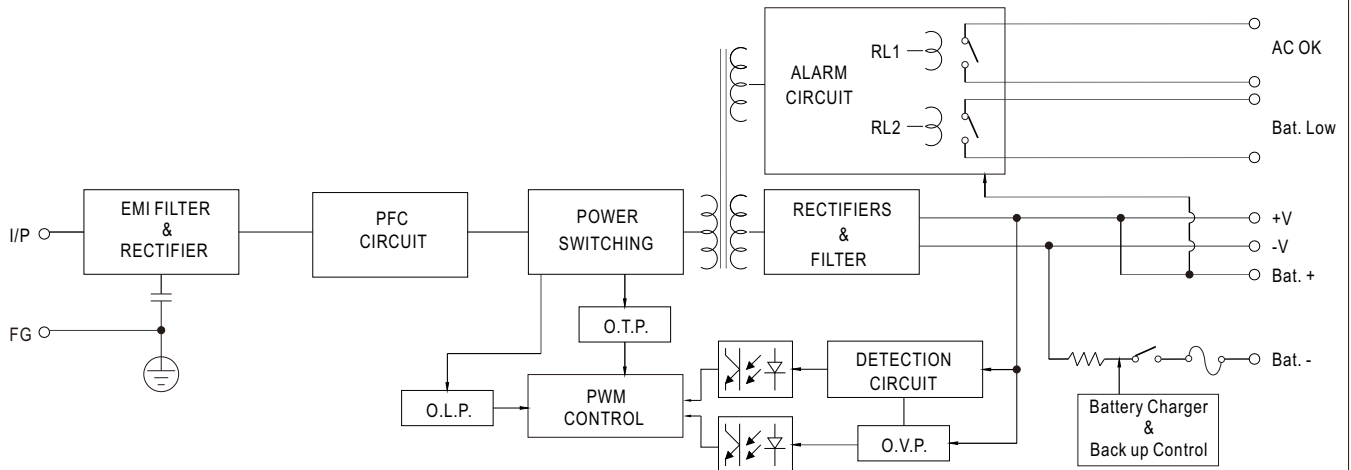 RL1
AC OK
ALARM
CIRCUIT
RL2
Bat. Low
EMI FILTER
&
RECTIFIER
PFC
CIRCUIT
POWER
SWITCHING
RECTIFIERS
&
FILTER
+V
I/P
-V
Bat. +
FG
O.T.P.
DETECTION
CIRCUIT
Bat. -
PWM
CONTROL
O.L.P.
O.V.P.
Battery Charger
&
Back up Control